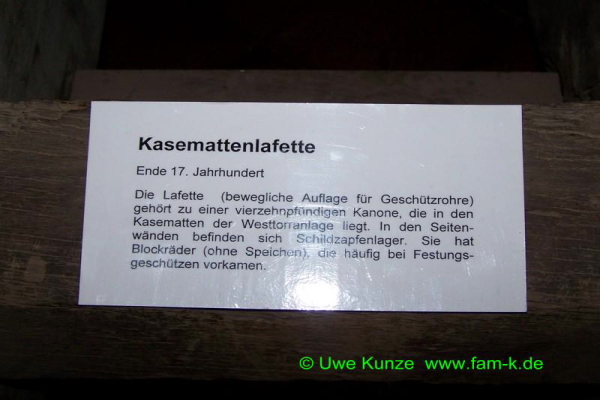 Kasemattenlafette
Ende 17. Jahrhundert
Die Lafette (bewegliche Auflage für Geschützrohre)
gehört zu einer vierzehnpfündigen Kanone, die in den
Kasematten der Westtorranlage liegt. In den Seiten-
wänden befinden sich Schildzapfenlager. Sie hat
Blockräder (ohne Speichen), die häufig bei Festungs-
geschützen vorkamen.
© Uwe Kunze www.fam-k.de